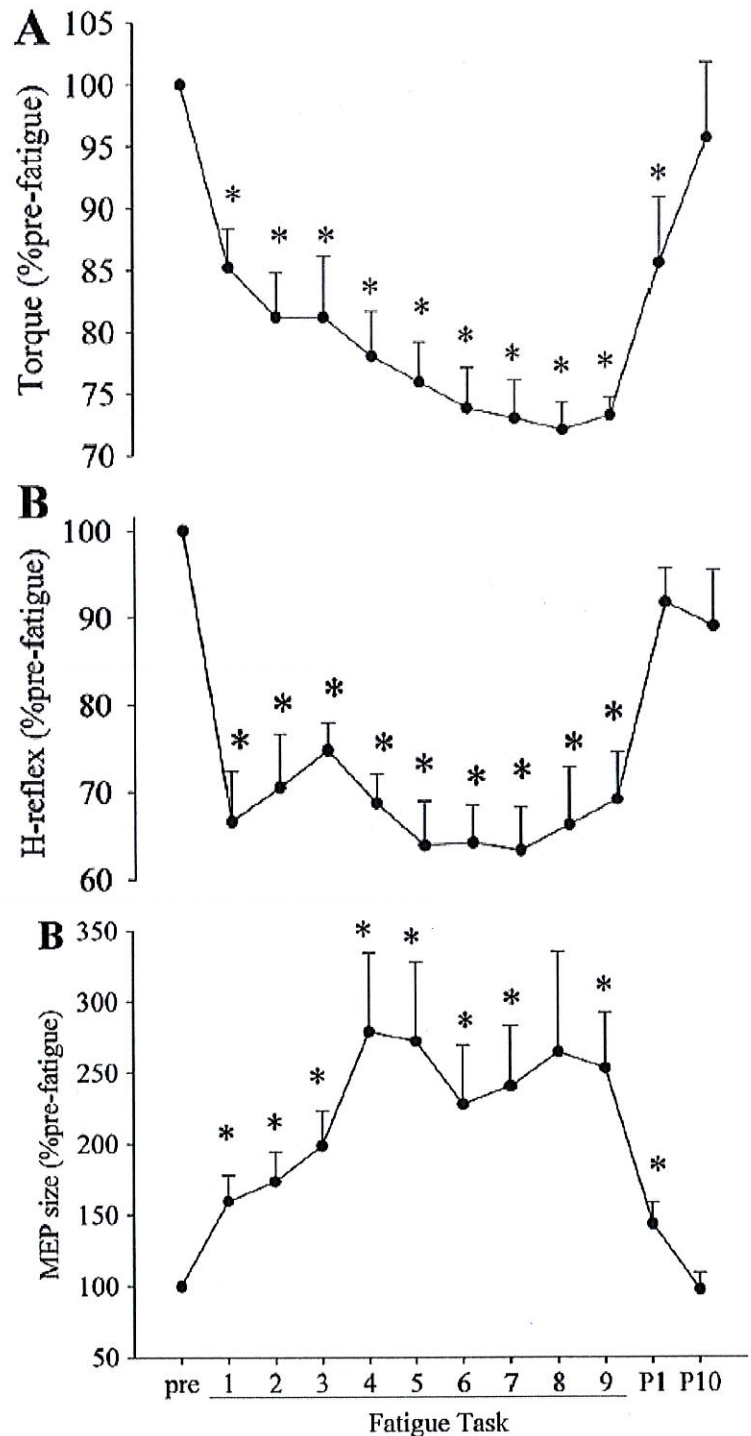 A
Torque (%pre-fatigue)
105
100
95
90
85
80
75
70
* * * * * * * * * *
B
H-reflex (%pre-fatigue)
100
90
80
70
60
* * * * * * * * *
B
MEP size (%pre-fatigue)
350
300
250
200
150
100
50
* * * * * * * * *
pre 1 2 3 4 5 6 7 8 9 P1 P10
Fatigue Task